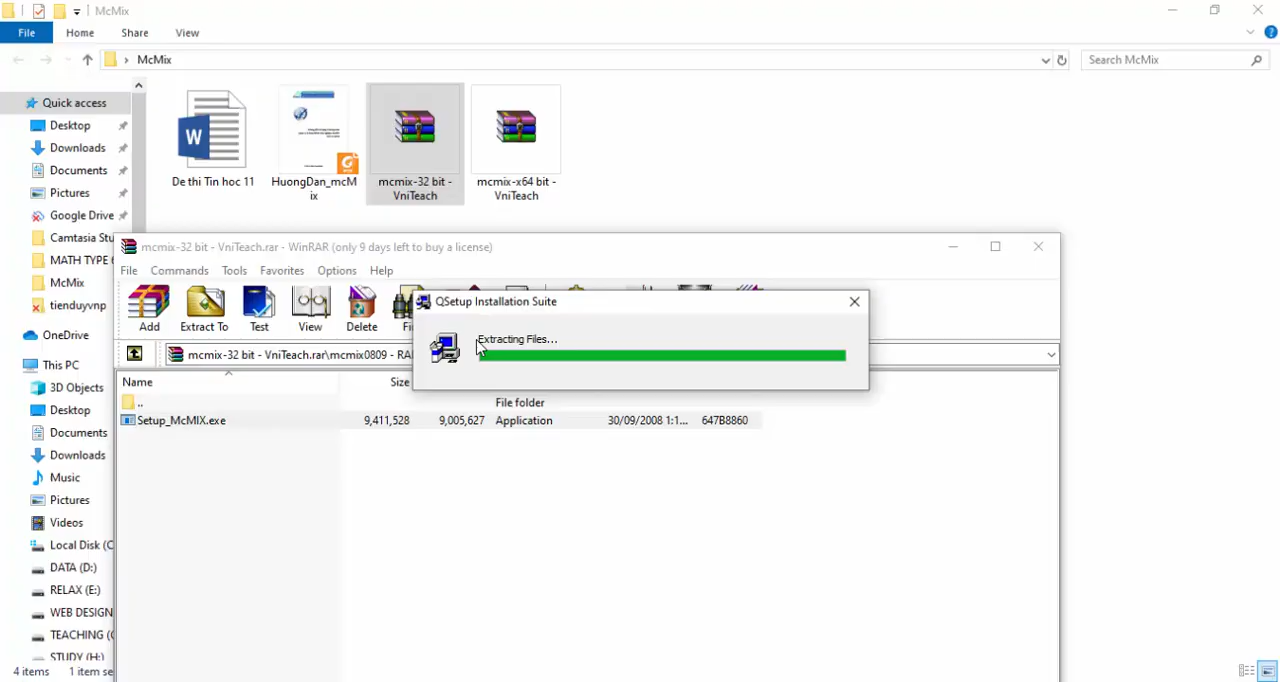 McMix
File Home Share View
McMix
Search McMix
Quick access
Desktop
Downloads
Documents
Pictures
Google Drive
Camtasia Stu
MATH TYPE 6
McMix
tienduyvnp
OneDrive
This PC
3D Objects
Desktop
Documents
Downloads
Music
Pictures
Videos
Local Disk (C
DATA (D:)
RELAX (E:)
WEB DESIGN
TEACHING (
STUDY (H:)
4 items 1 item se
De thi Tin hoc 11
HuongDan_mcM
ix
mcmix-32 bit -
VniTeach
mcmix-x64 bit -
VniTeach
mcmix-32 bit - VniTeach.rar - WinRAR (only 9 days left to buy a license)
File Commands Tools Favorites Options Help
Add Extract To Test View Delete Fi
mcmix-32 bit - VniTeach.rar\mcmix0809 - RA
Name Size
.. File folder
Setup_McMIX.exe 9,411,528 9,005,627 Application 30/09/2008 1:1... 647B8860
QSetup Installation Suite
Extracting Files...